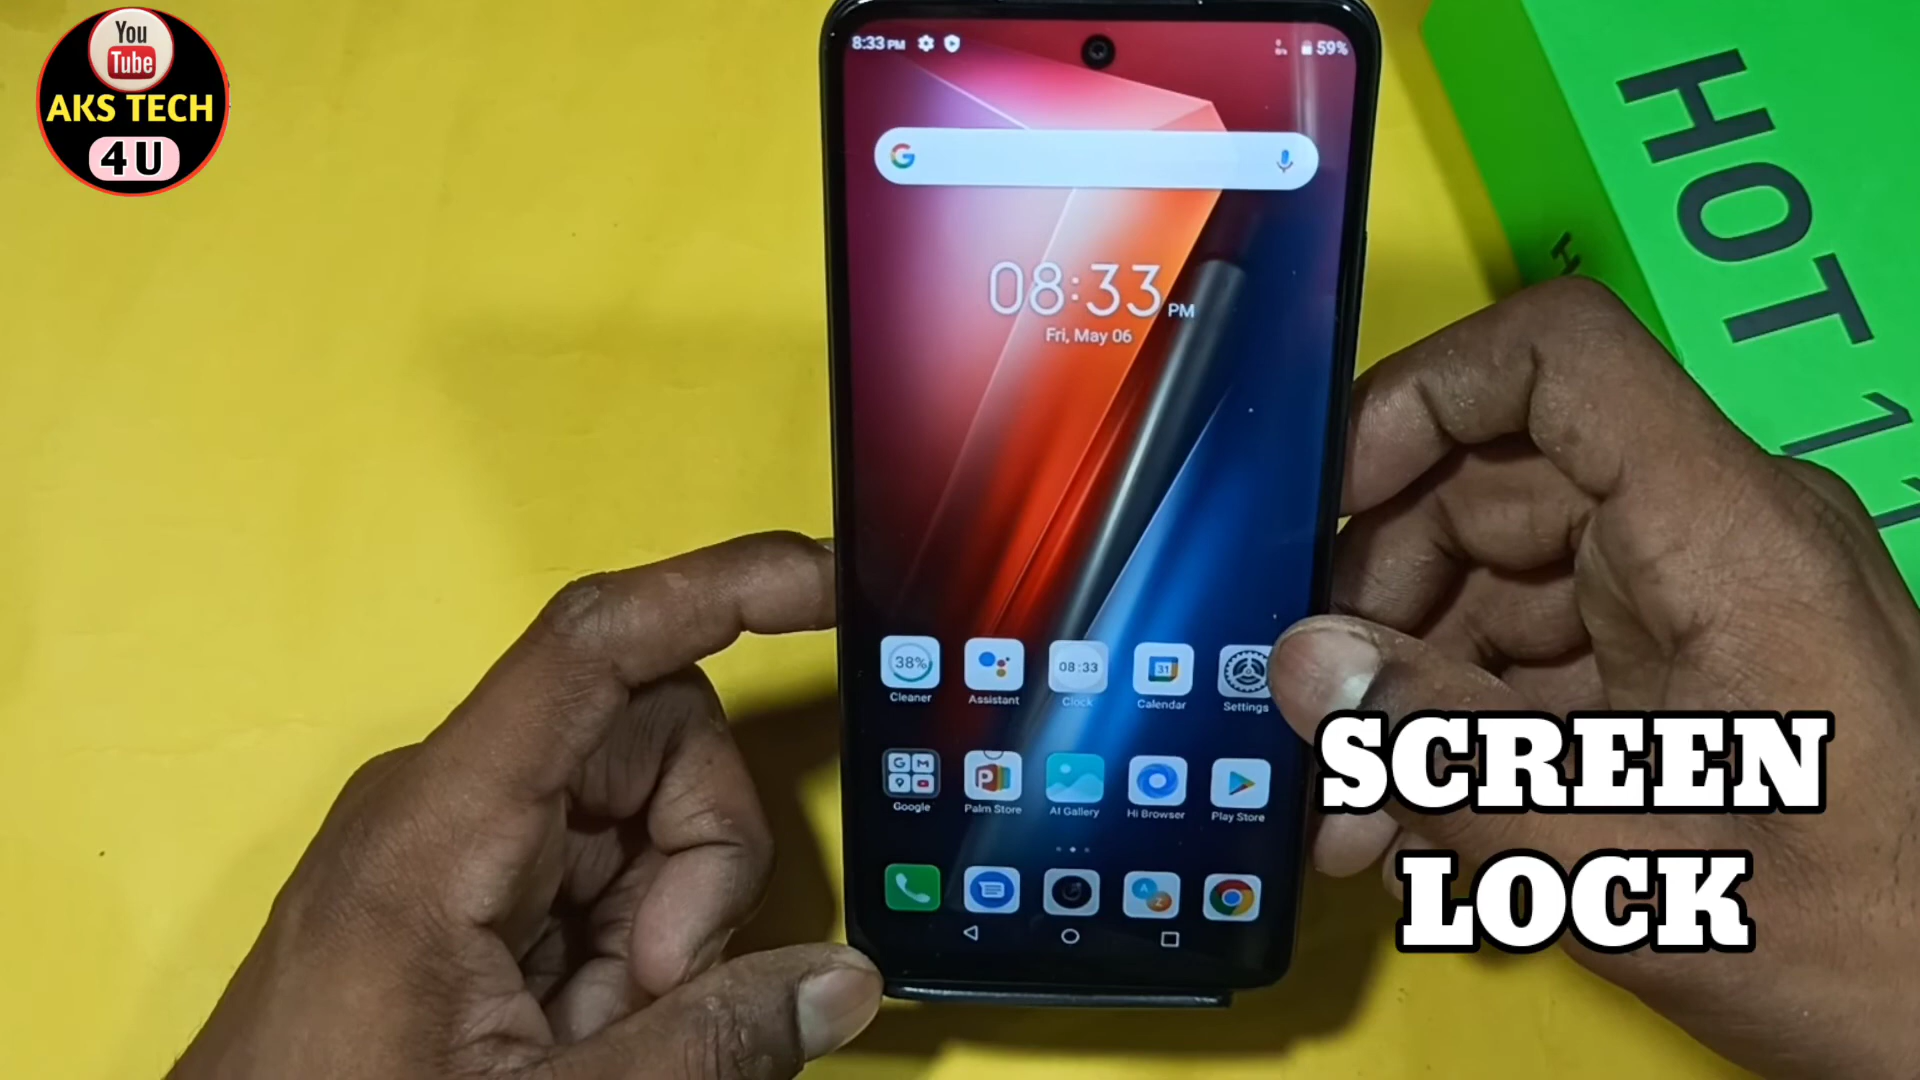 You
Tube
AKS TECH
4U
8:33 PM
59%
08:33 PM
Fri, May 06
38%
08:33
31
Cleaner
Assistant
Clock
Calendar
Settings
Google
Palm Store
AI Gallery
Hi Browser
Play Store
HOT 11
SCREEN
LOCK